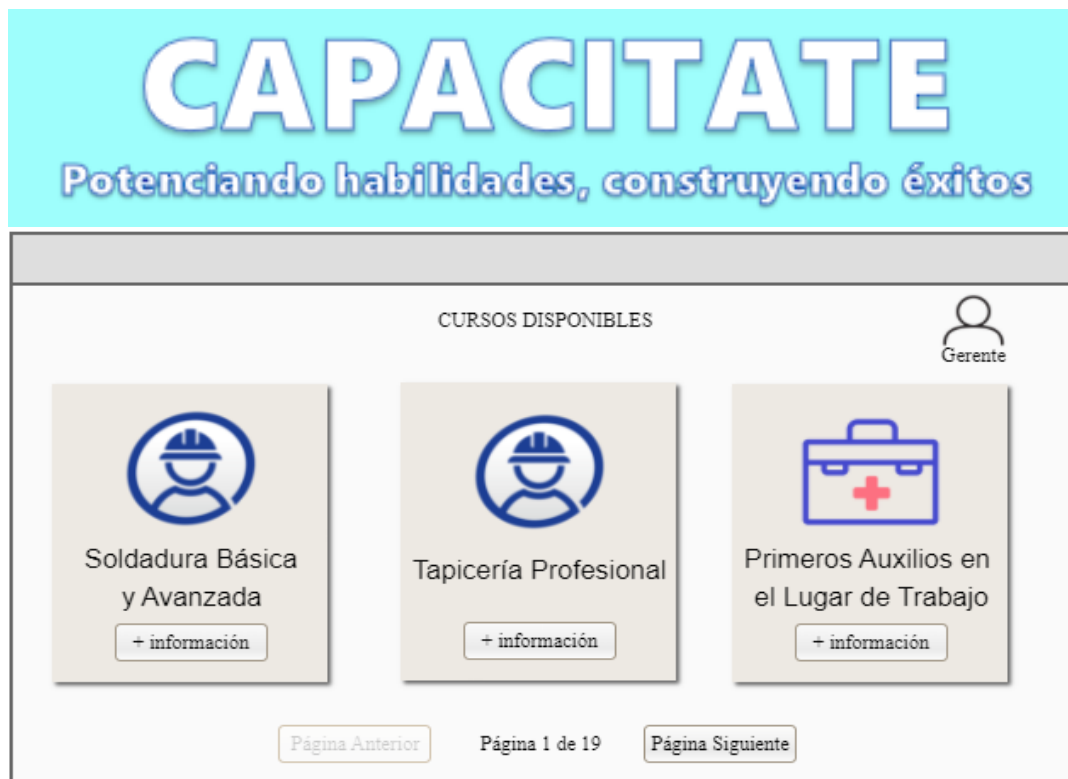 CAPACITATE
Potenciando habilidades, construyendo éxitos
CURSOS DISPONIBLES
Gerente
Soldadura Básica
y Avanzada
+ información
Tapicería Profesional
+ información
Primeros Auxilios en
el Lugar de Trabajo
+ información
Página Anterior
Página 1 de 19
Página Siguiente